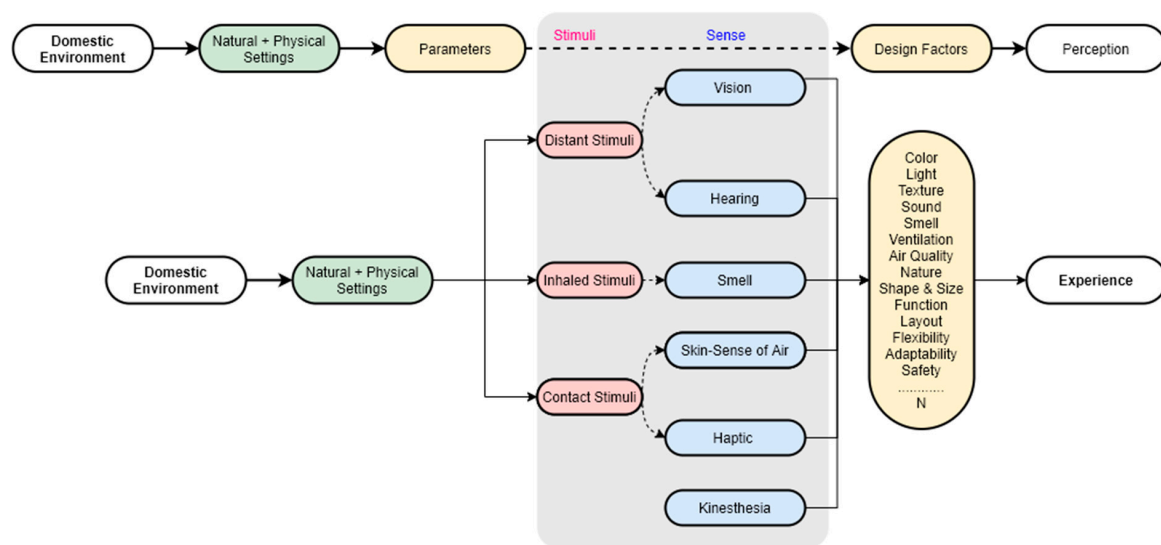 Stimuli
Sense
Domestic
Environment
Natural + Physical
Settings
Parameters
Design Factors
Perception
Vision
Distant Stimuli
Hearing
Domestic
Environment
Natural + Physical
Settings
Inhaled Stimuli
Smell
Skin-Sense of Air
Contact Stimuli
Haptic
Kinesthesia
Color
Light
Texture
Sound
Smell
Ventilation
Air Quality
Nature
Shape & Size
Function
Layout
Flexibility
Adaptability
Safety
............
N
Experience